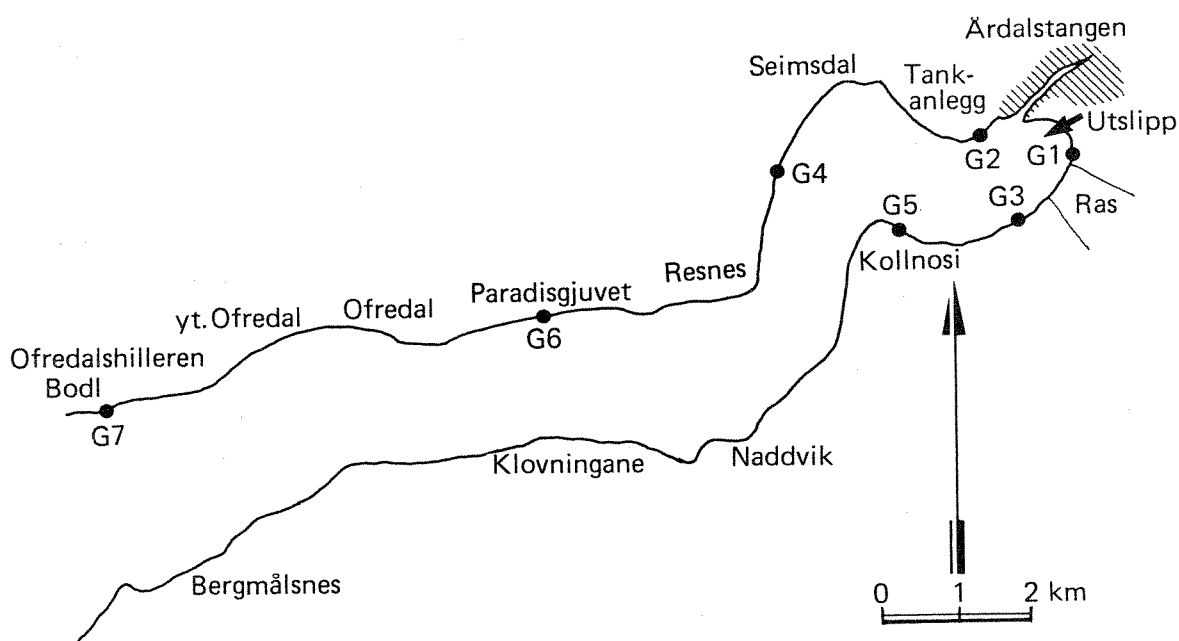 Ärdalstangen
Seimsdal
Tank-
anlegg
Utslipp
G2
G1
G4
G5
G3
Ras
Kollnosi
Resnes
Paradisgjuvet
Ofredal
yt. Ofredal
G6
Ofredalshilleren
Bodl
G7
Klovningane
Naddvik
Bergmålsnes
0 1 2 km